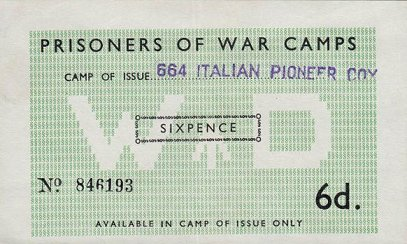 PRISONERS OF WAR CAMPS
CAMP OF ISSUE. 664 ITALIAN PIONEER COY
W D
SIXPENCE
No 846193
6d.
AVAILABLE IN CAMP OF ISSUE ONLY